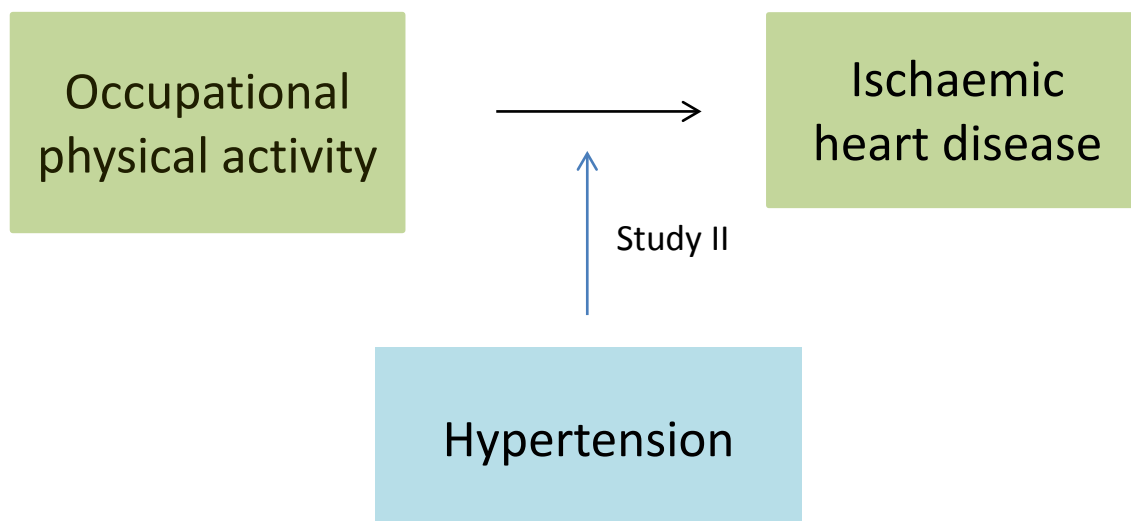 Occupational
physical activity
Ischaemic
heart disease
Study II
Hypertension